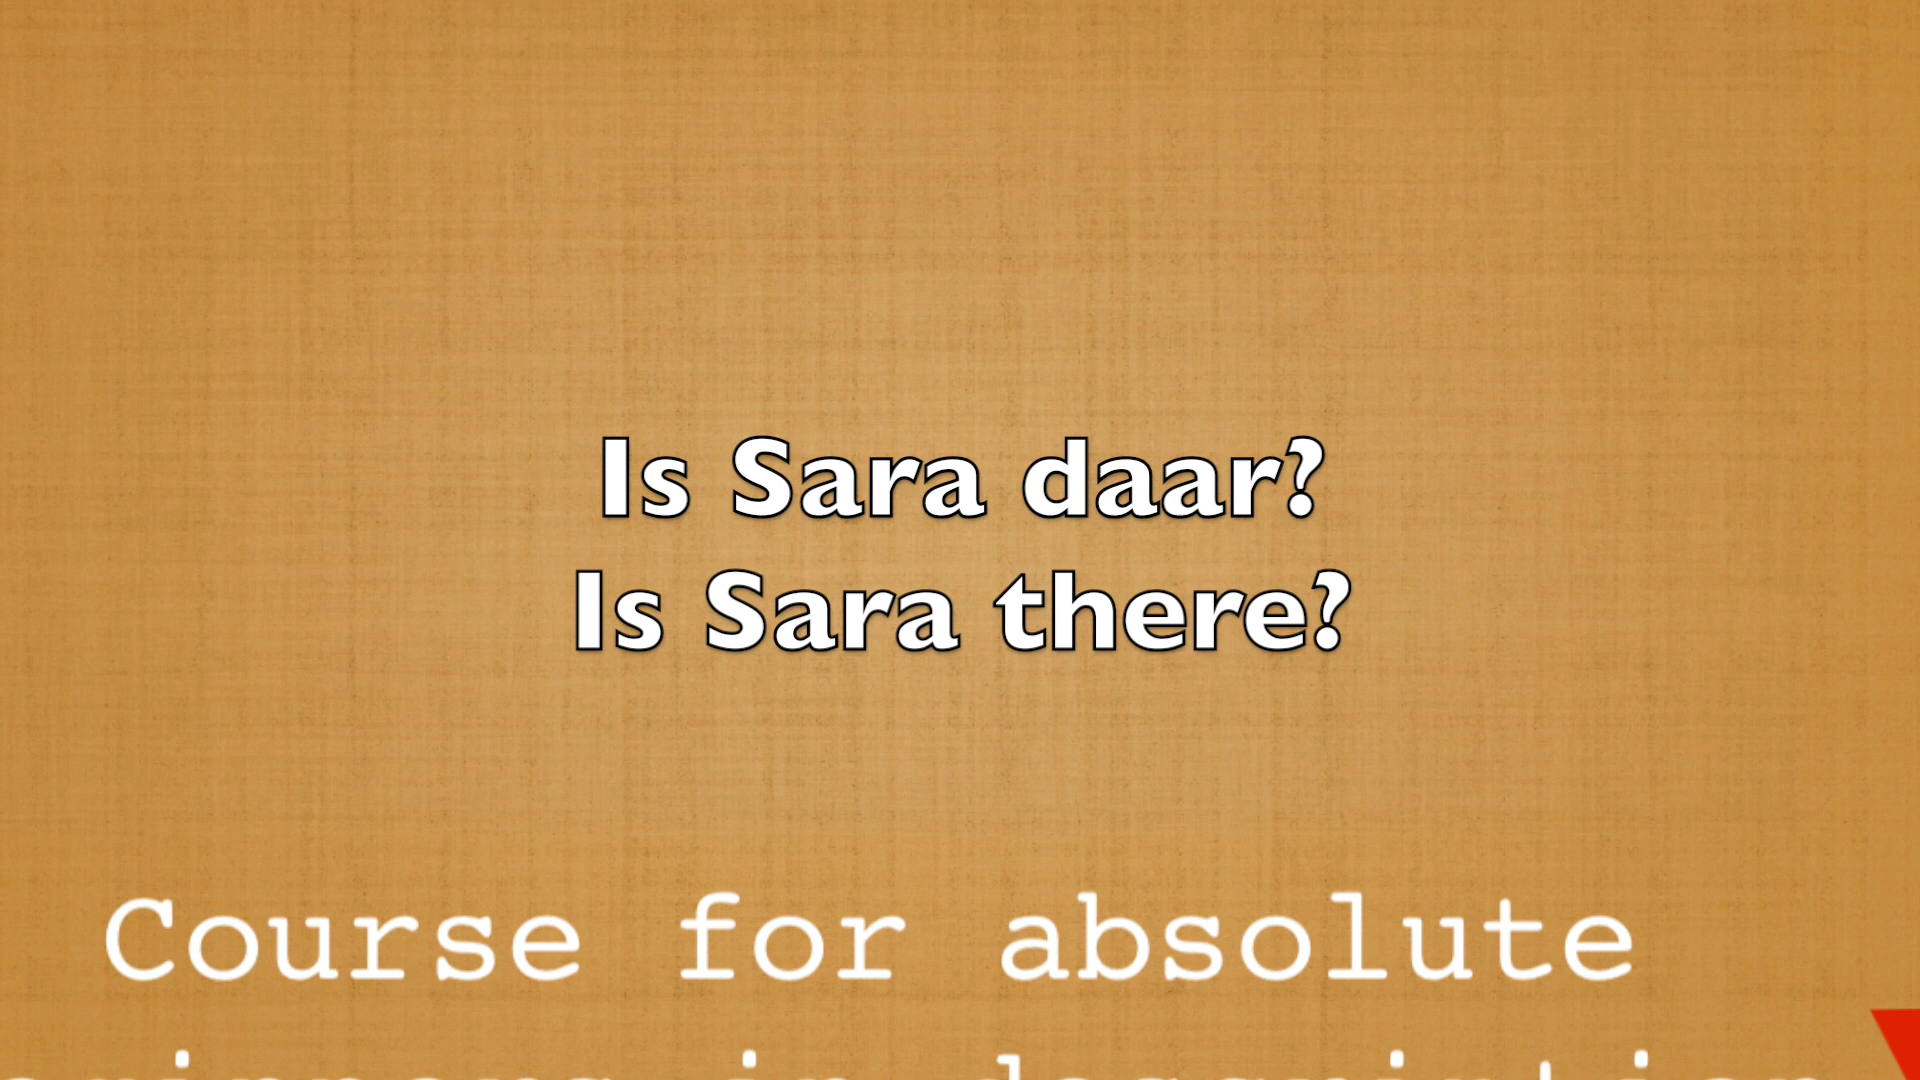 Is Sara daar?
Is Sara there?
Course for absolute